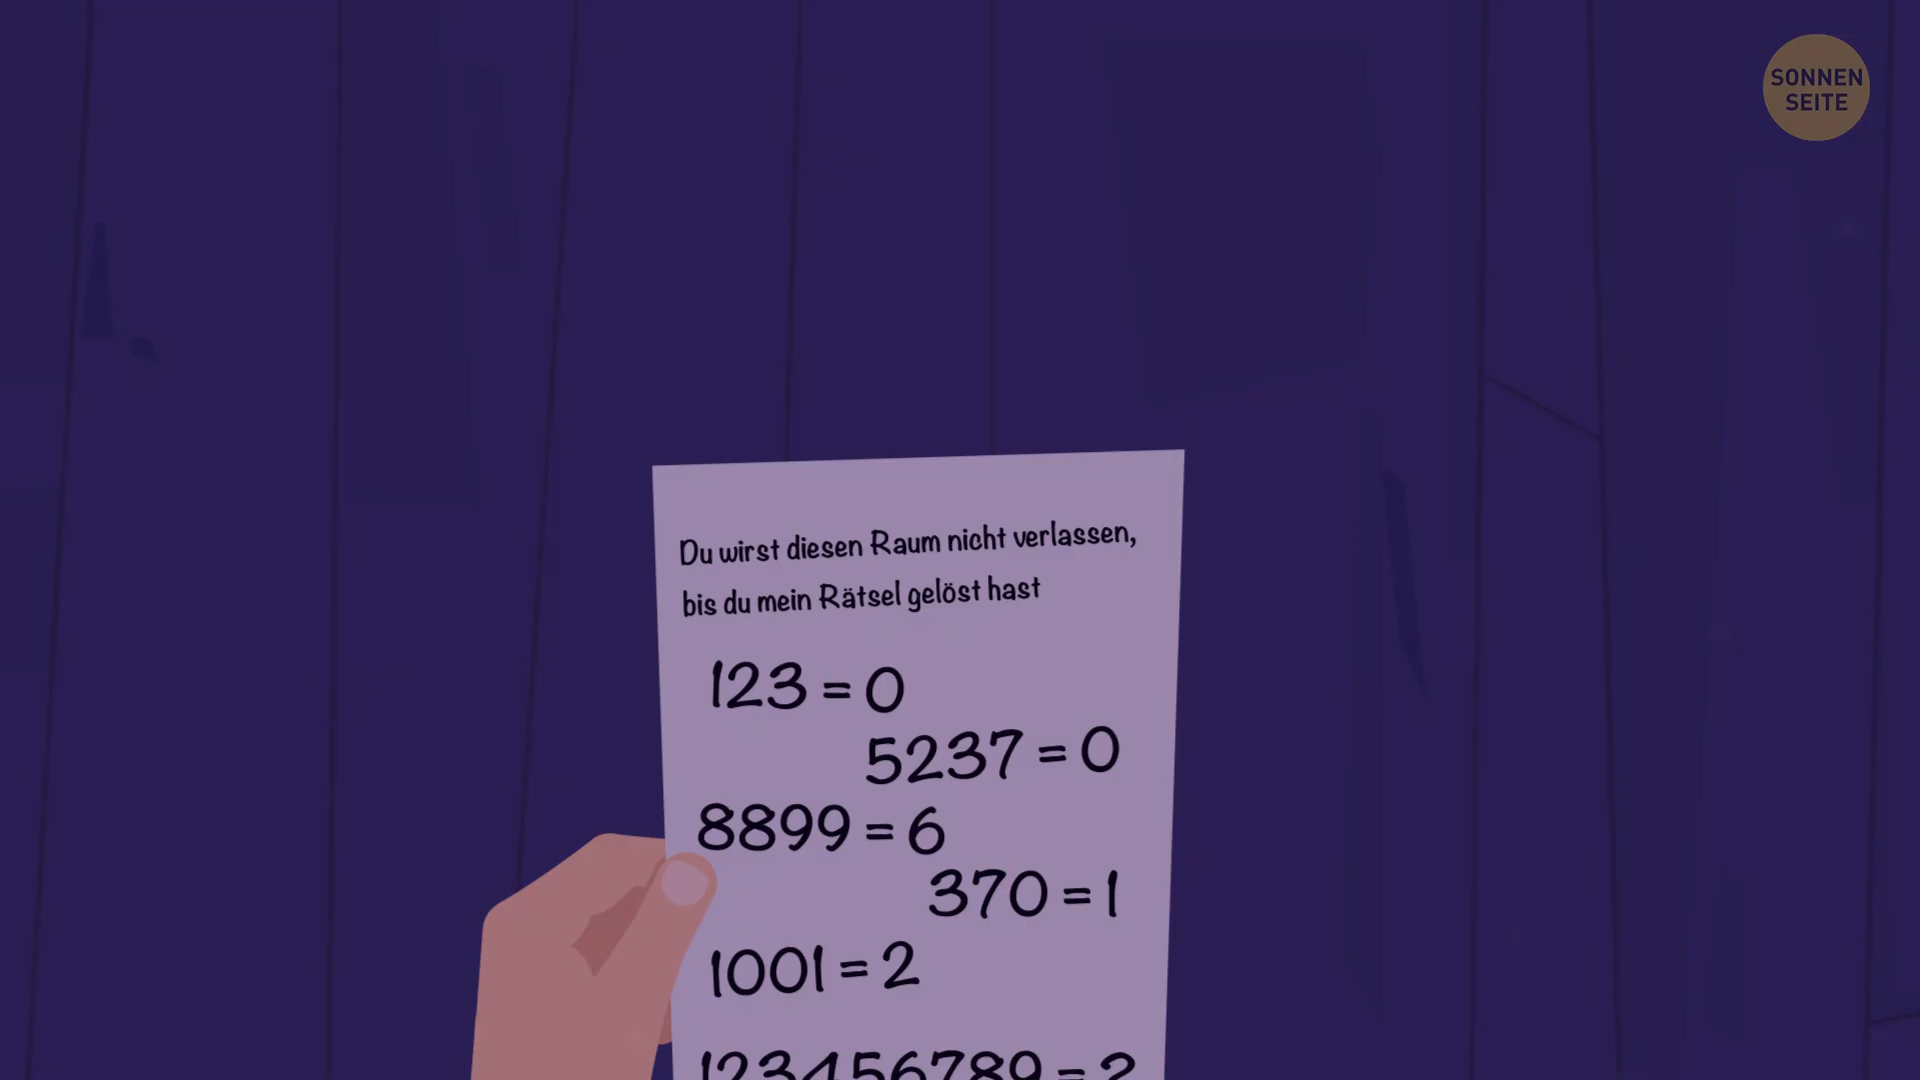 SONNEN
SEITE
Du wirst diesen Raum nicht verlassen,
bis du mein Rätsel gelöst hast
123 = 0
5237 = 0
8899 = 6
370 = 1
1001 = 2
123456789 = ?